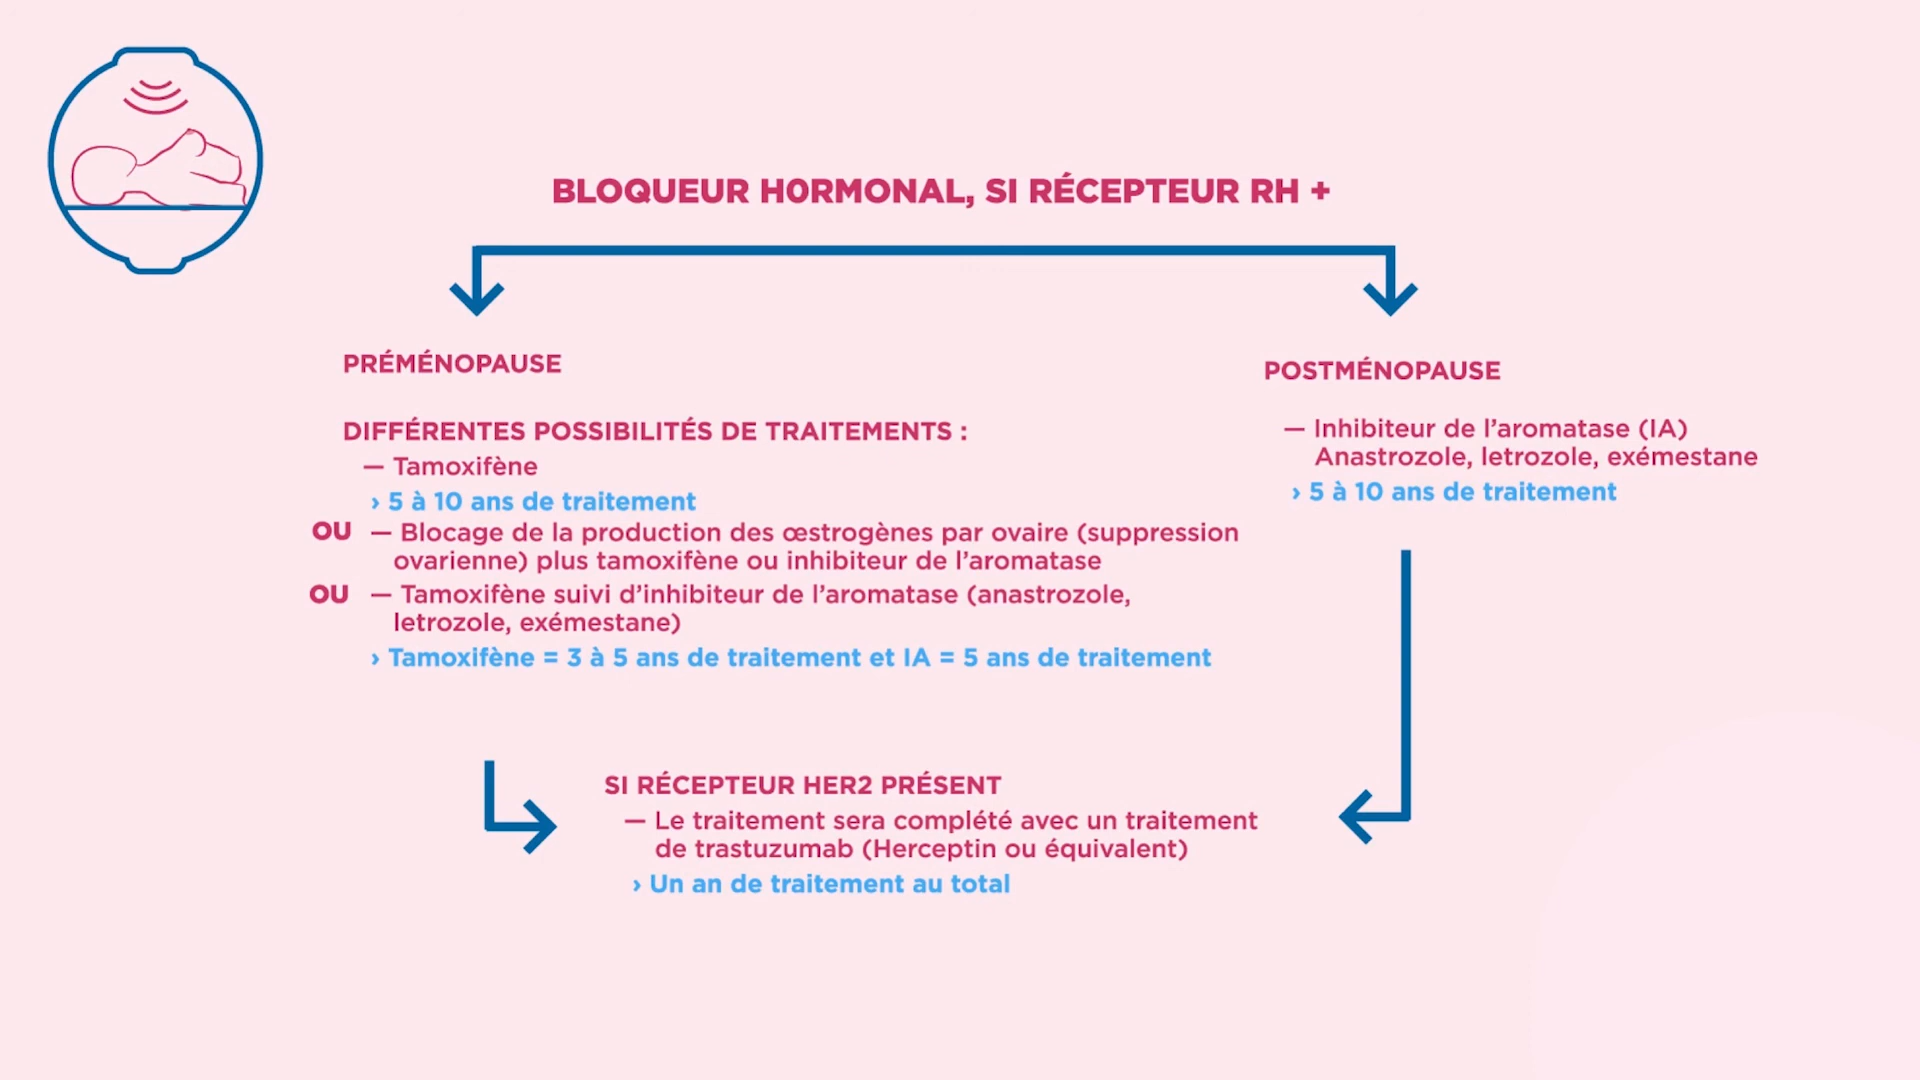 BLOQUEUR H0RMONAL, SI RÉCEPTEUR RH +
PRÉMÉNOPAUSE
DIFFÉRENTES POSSIBILITÉS DE TRAITEMENTS :
— Tamoxifène
› 5 à 10 ans de traitement
OU — Blocage de la production des œstrogènes par ovaire (suppression
ovarienne) plus tamoxifène ou inhibiteur de l’aromatase
OU — Tamoxifène suivi d’inhibiteur de l’aromatase (anastrozole,
letrozole, exémestane)
› Tamoxifène = 3 à 5 ans de traitement et IA = 5 ans de traitement
POSTMÉNOPAUSE
— Inhibiteur de l’aromatase (IA)
Anastrozole, letrozole, exémestane
› 5 à 10 ans de traitement
SI RÉCEPTEUR HER2 PRÉSENT
— Le traitement sera complété avec un traitement
de trastuzumab (Herceptin ou équivalent)
› Un an de traitement au total